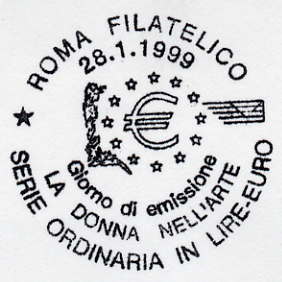 ROMA FILATELICO
28.1.1999
Giorno di emissione
LA DONNA NELL'ARTE
SERIE ORDINARIA IN LIRE-EURO